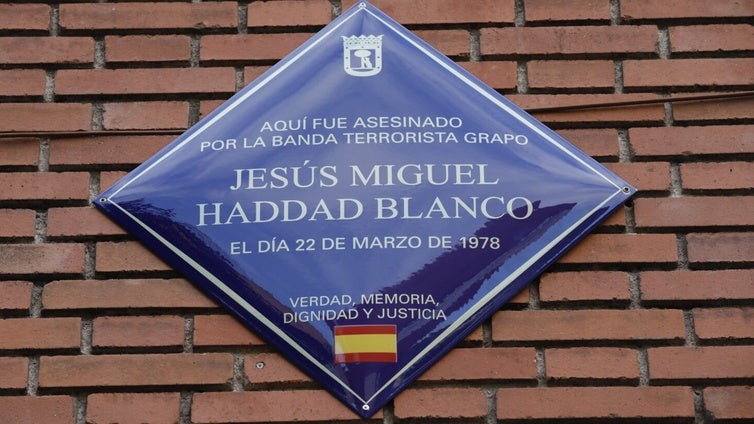 AQUÍ FUE ASESINADO
POR LA BANDA TERRORISTA GRAPO
JESÚS MIGUEL
HADDAD BLANCO
EL DÍA 22 DE MARZO DE 1978
VERDAD, MEMORIA,
DIGNIDAD Y JUSTICIA